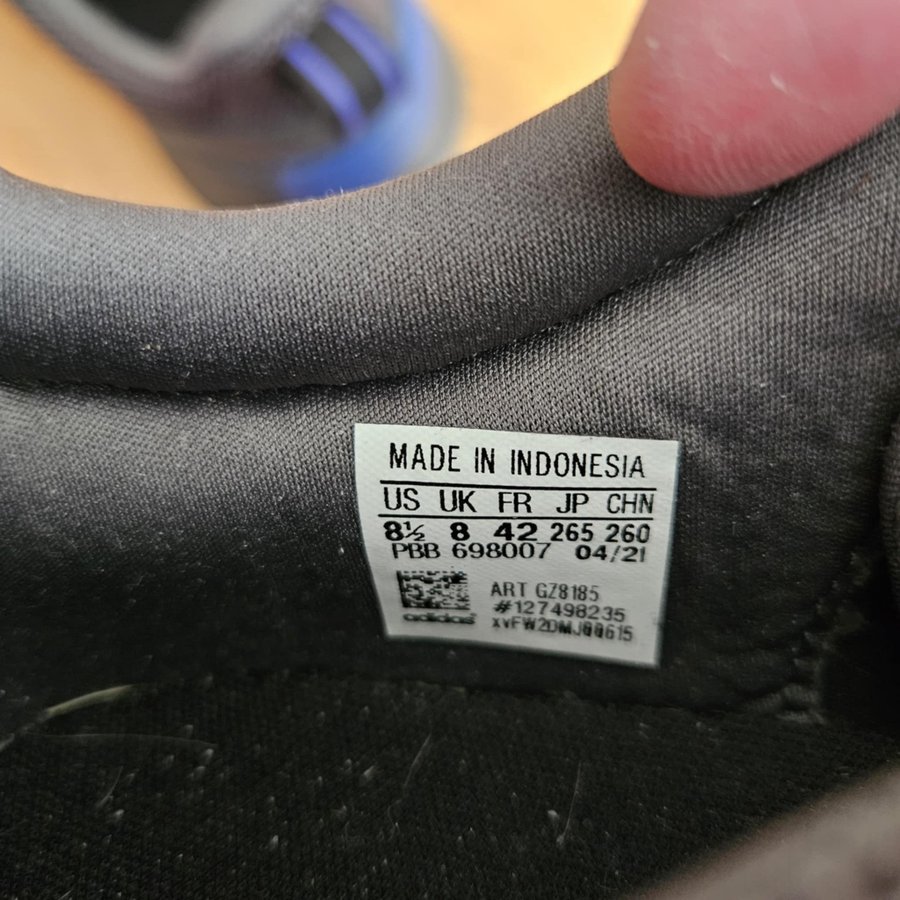 MADE IN INDONESIA
US UK FR JP CHN
8½ 8 42 265 260
PBB 698007 04/21
ART GZ8185
#127498235
adidas